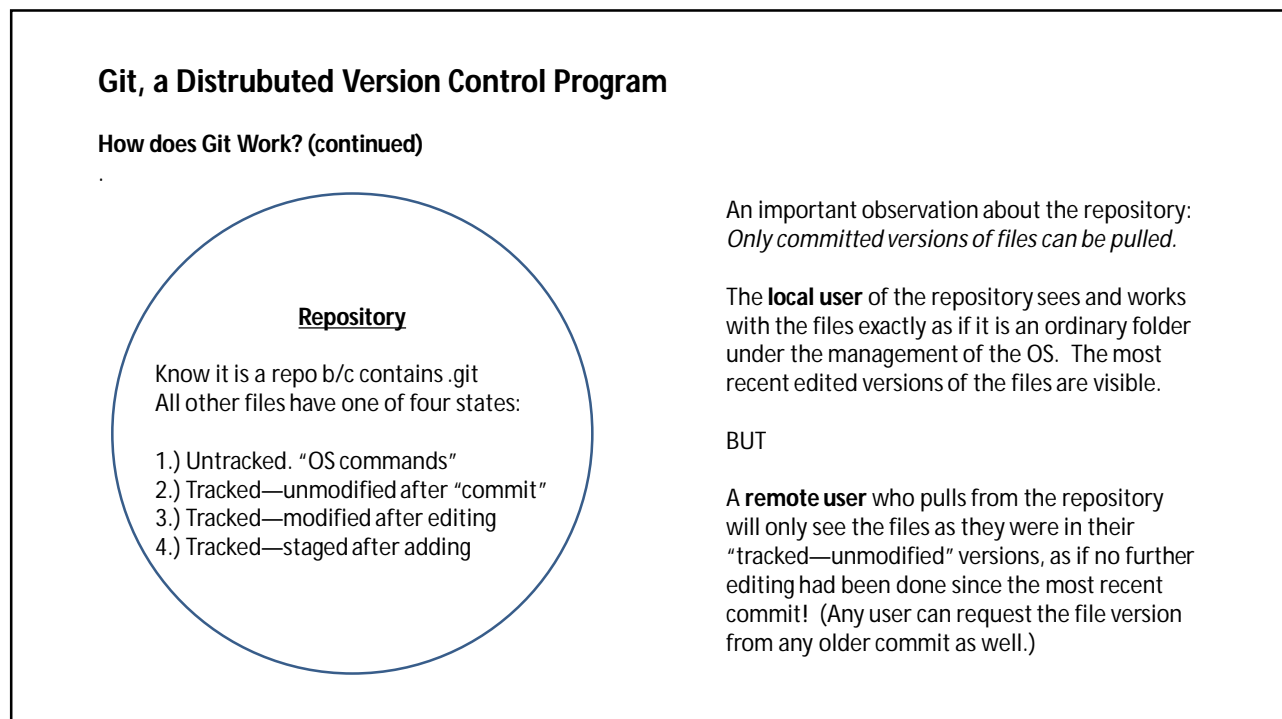 Git, a Distrubuted Version Control Program
How does Git Work? (continued)
.
Repository
Know it is a repo b/c contains .git
All other files have one of four states:
1.) Untracked. “OS commands”
2.) Tracked—unmodified after “commit”
3.) Tracked—modified after editing
4.) Tracked—staged after adding
An important observation about the repository:
Only committed versions of files can be pulled.
The local user of the repository sees and works
with the files exactly as if it is an ordinary folder
under the management of the OS. The most
recent edited versions of the files are visible.
BUT
A remote user who pulls from the repository
will only see the files as they were in their
“tracked—unmodified” versions, as if no further
editing had been done since the most recent
commit! (Any user can request the file version
from any older commit as well.)